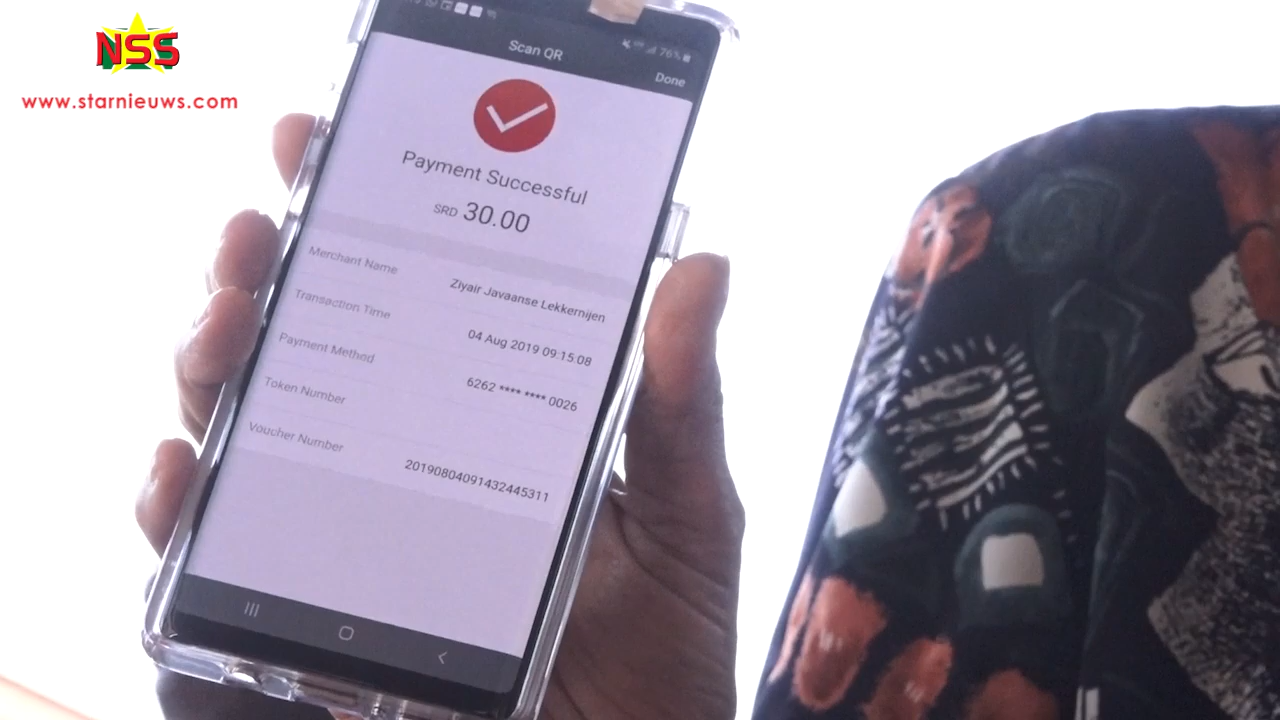 NSS
www.starnieuws.com
76%
Scan QR
Done
Payment Successful
SRD 30.00
Merchant Name
Ziyair Javaanse Lekkernijen
Transaction Time
04 Aug 2019 09:15:08
Payment Method
6262 **** **** 0026
Token Number
Voucher Number
20190804091432445311